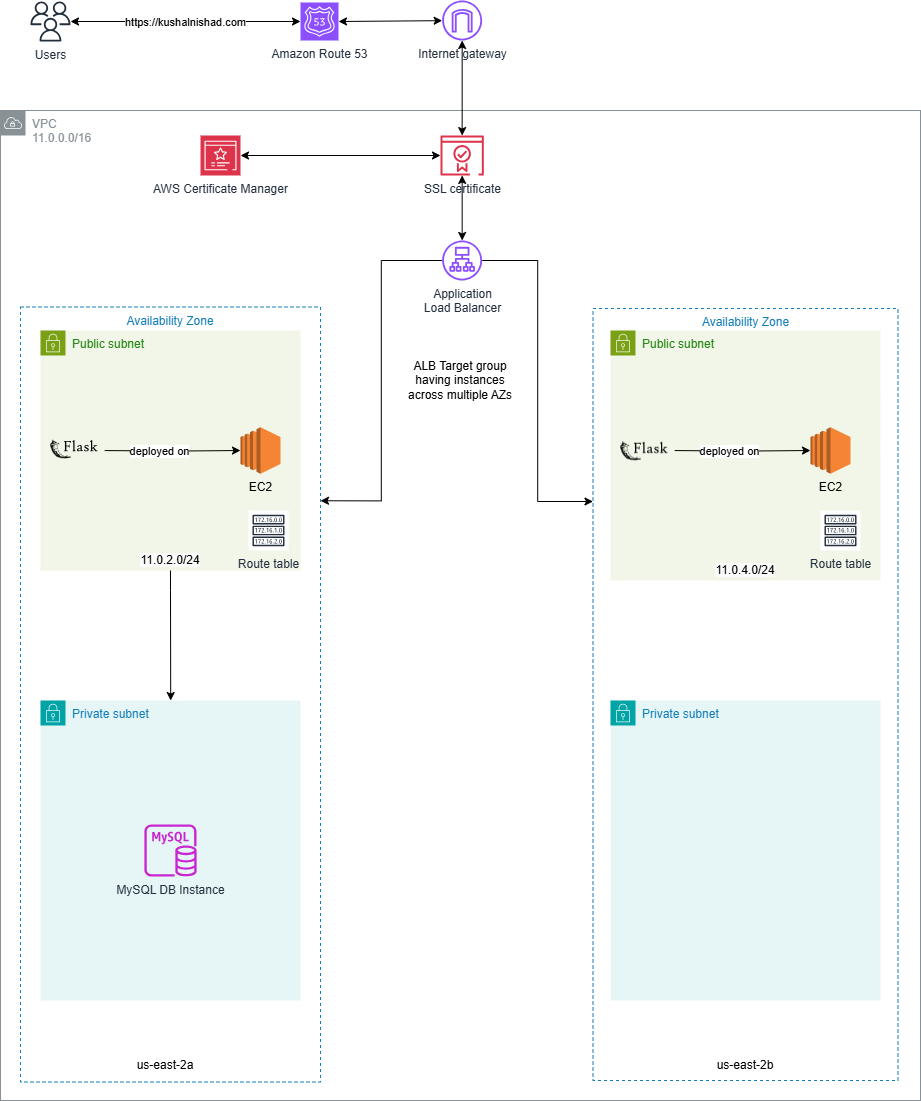 https://kushalnishad.com
53
Users
Amazon Route 53
Internet gateway
VPC
11.0.0.0/16
AWS Certificate Manager
SSL certificate
Application
Load Balancer
Availability Zone
Public subnet
Flask
deployed on
EC2
172.16.0.0
172.16.1.0
172.16.2.0
11.0.2.0/24
Route table
ALB Target group
having instances
across multiple AZs
Availability Zone
Public subnet
Flask
deployed on
EC2
172.16.0.0
172.16.1.0
172.16.2.0
Route table
11.0.4.0/24
Private subnet
MySQL
MySQL DB Instance
us-east-2a
Private subnet
us-east-2b